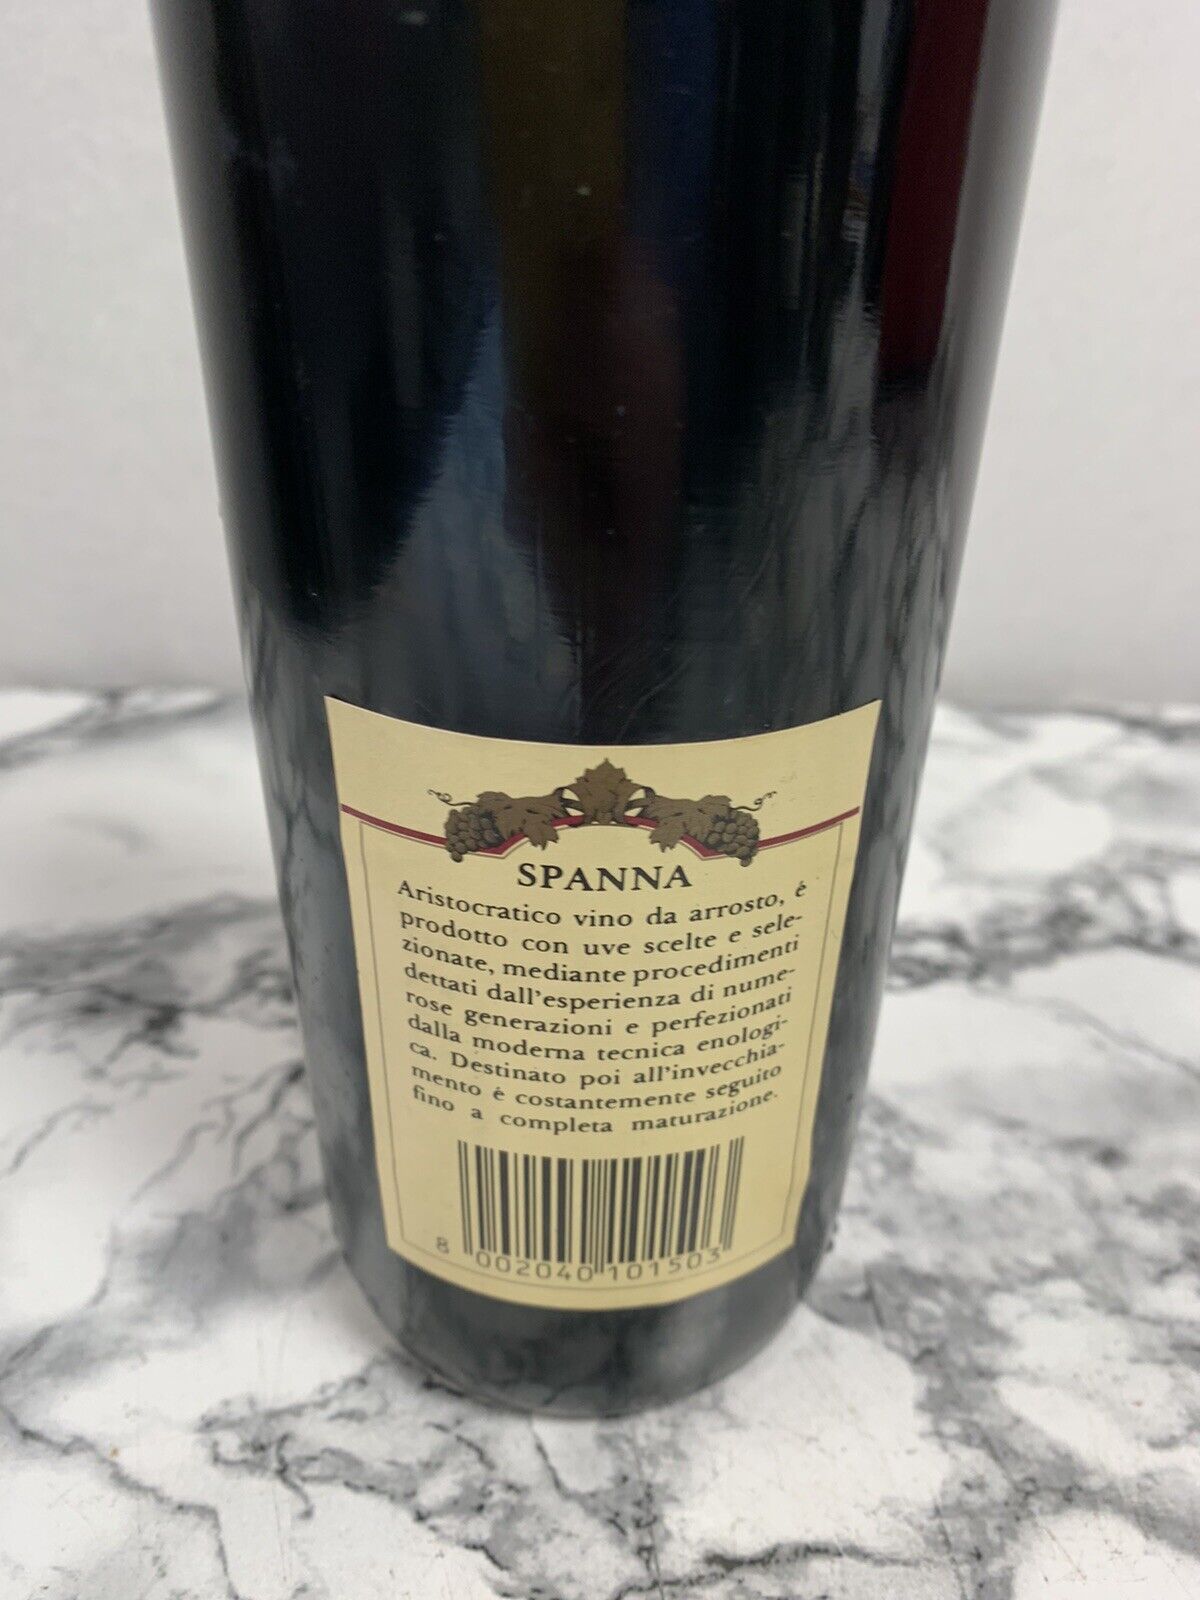 SPANNA
Aristocratico vino da arrosto, é
prodotto con uve scelte e sele-
zionate, mediante procedimenti
dettati dall'esperienza di nume-
rose generazioni e perfezionati
dalla moderna tecnica enologi-
ca. Destinato poi all'invecchia-
mento é costantemente seguito
fino a completa maturazione.
8 002040 101503